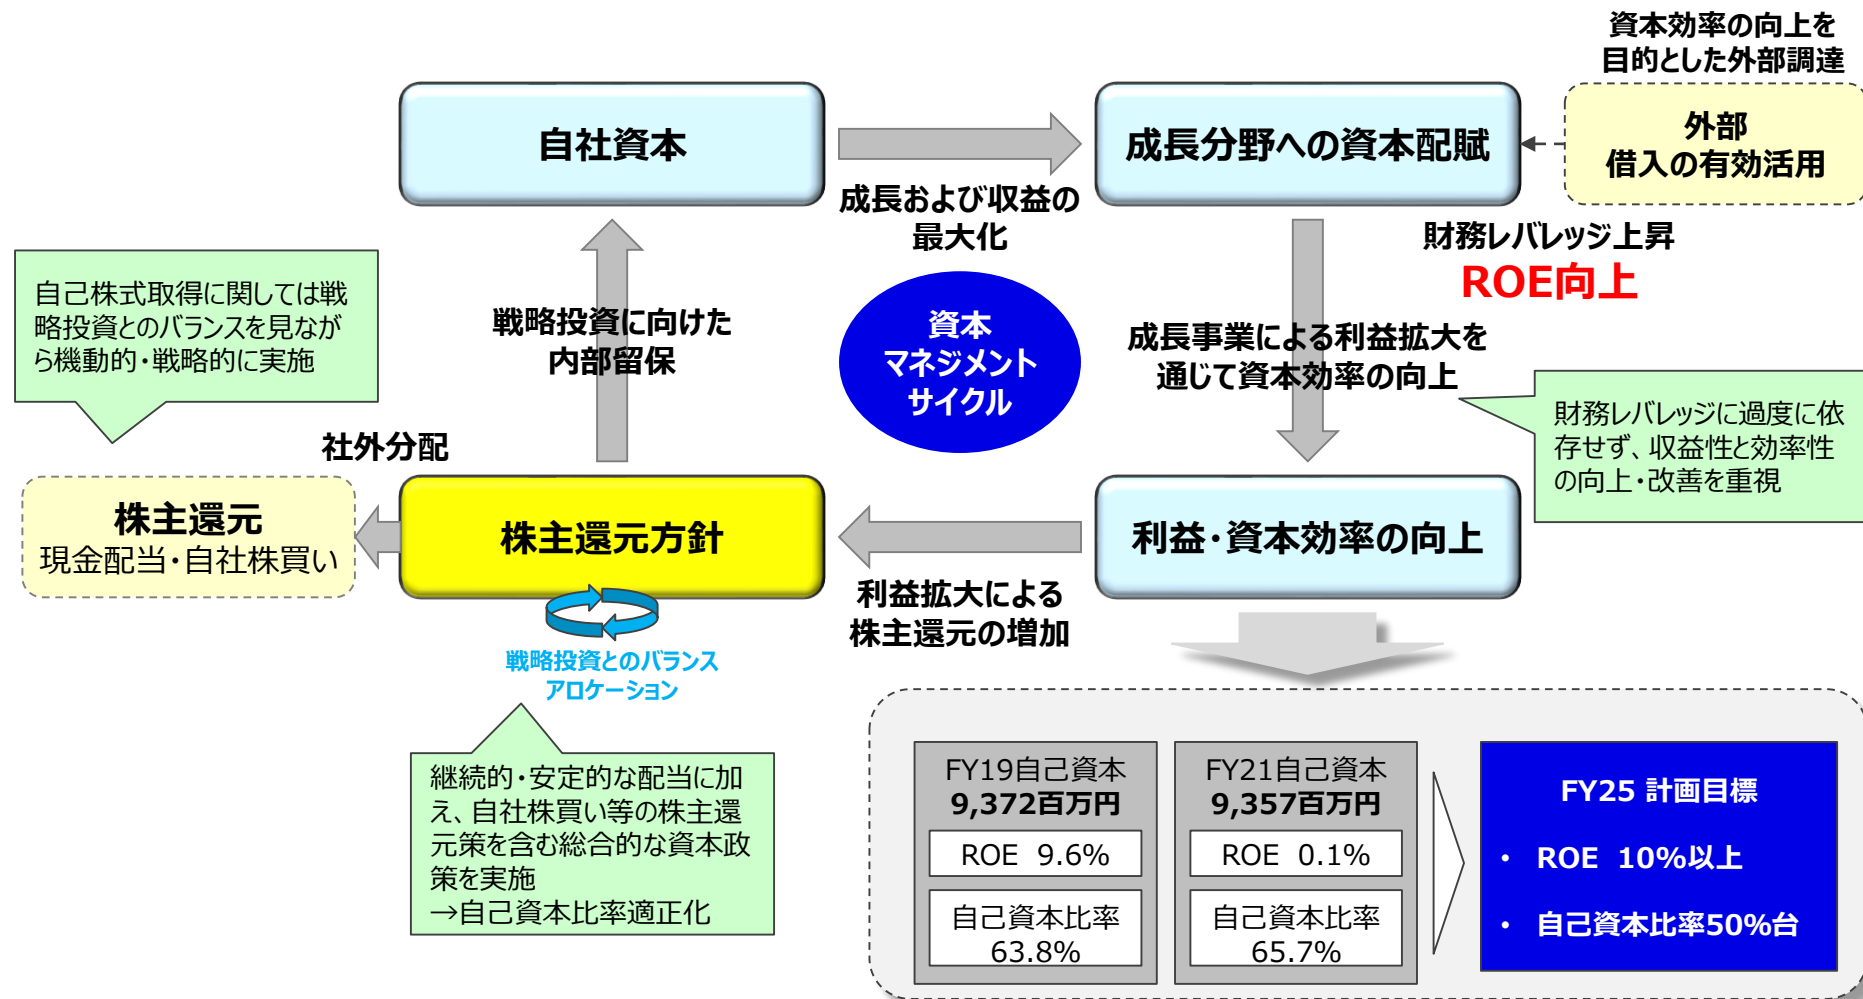 資本効率の向上を
目的とした外部調達
自社資本
成長分野への資本配賦
外部
借入の有効活用
成長および収益の
最大化
財務レバレッジ上昇
ROE向上
自己株式取得に関しては戦
略投資とのバランスを見なが
ら機動的・戦略的に実施
戦略投資に向けた
内部留保
資本
マネジメント
サイクル
成長事業による利益拡大を
通じて資本効率の向上
財務レバレッジに過度に依
存せず、収益性と効率性
の向上・改善を重視
社外分配
株主還元
現金配当・自社株買い
株主還元方針
利益・資本効率の向上
利益拡大による
株主還元の増加
戦略投資とのバランス
アロケーション
継続的・安定的な配当に加
え、自社株買い等の株主還
元策を含む総合的な資本政
策を実施
→自己資本比率適正化
FY19自己資本
9,372百万円
ROE 9.6%
自己資本比率
63.8%
FY21自己資本
9,357百万円
ROE 0.1%
自己資本比率
65.7%
FY25 計画目標
• ROE 10%以上
• 自己資本比率50%台